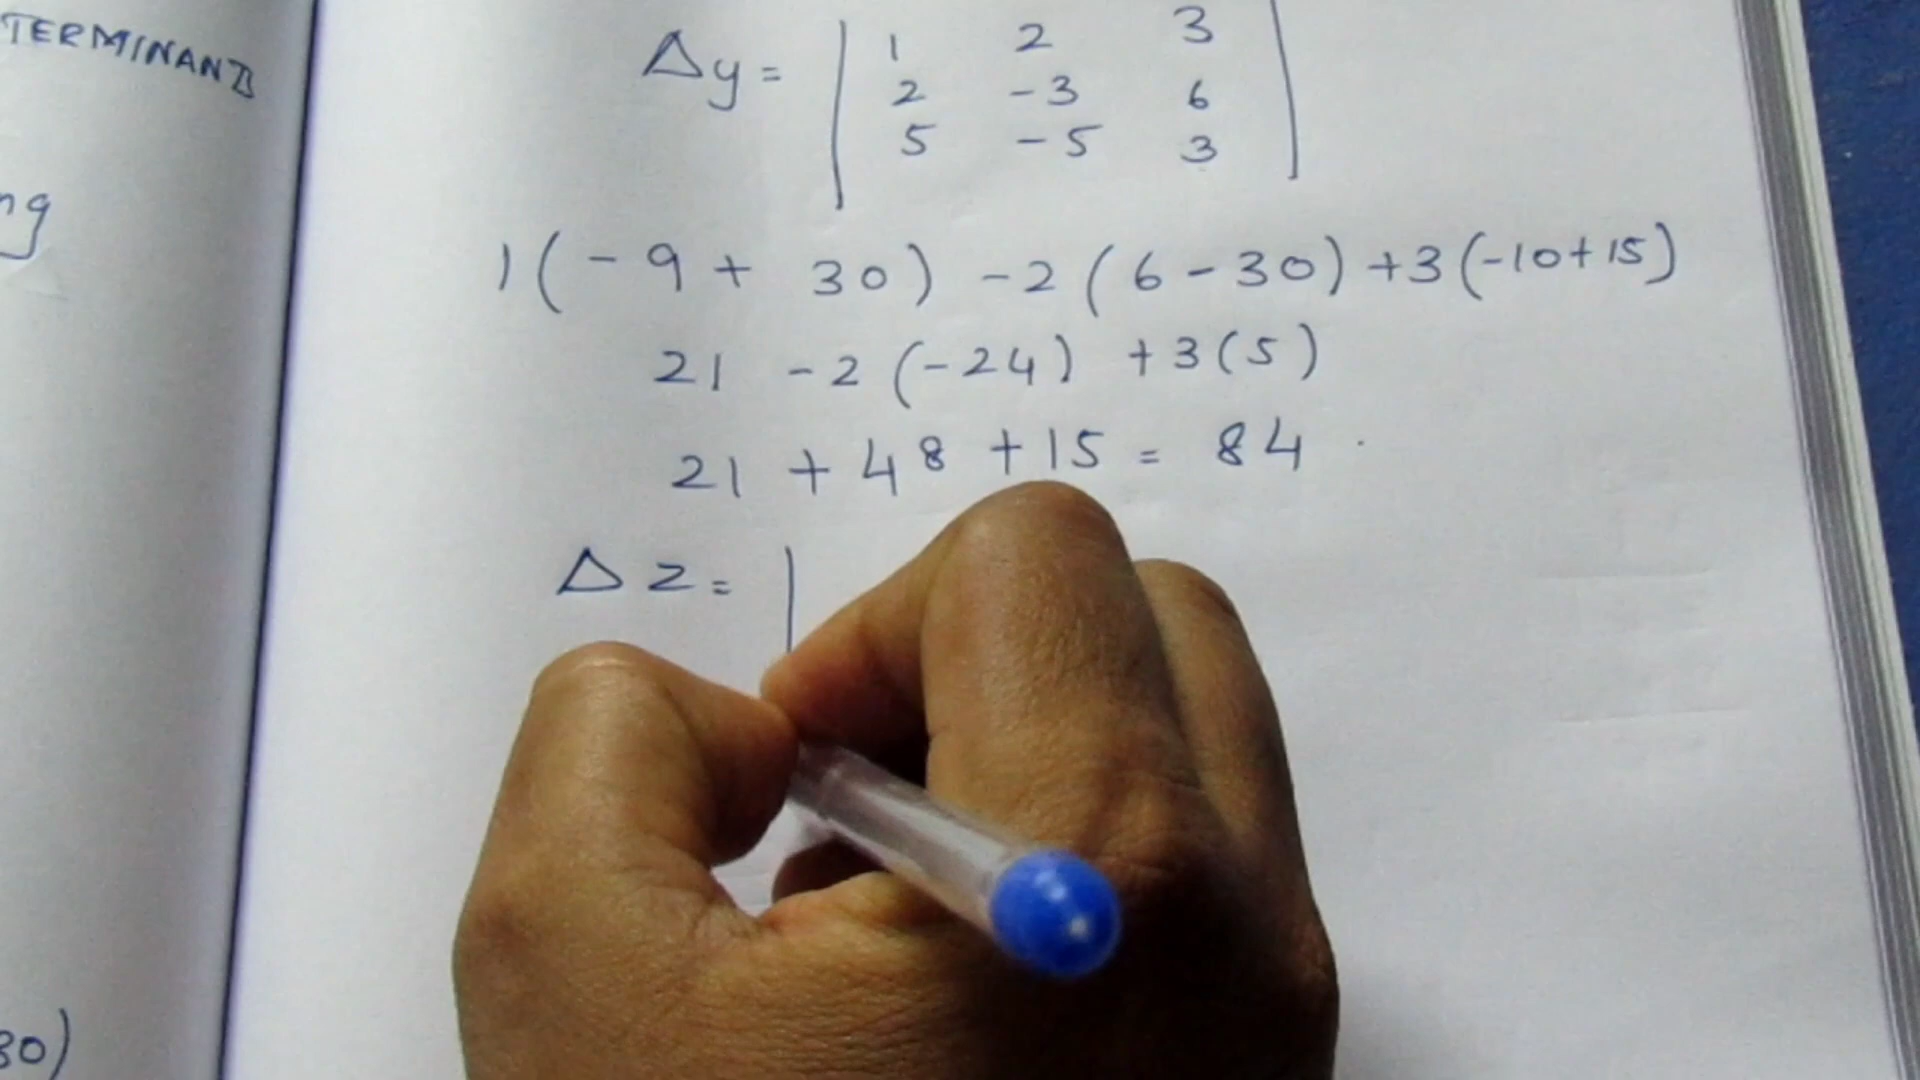 TERMINANT
Δy = | 1 2 3 |
| 2 -3 6 |
| 5 -5 3 |
ng
1(-9 + 30) -2(6-30) +3(-10+15)
21 -2(-24) +3(5)
21 + 48 +15 = 84
Δz = |
30)